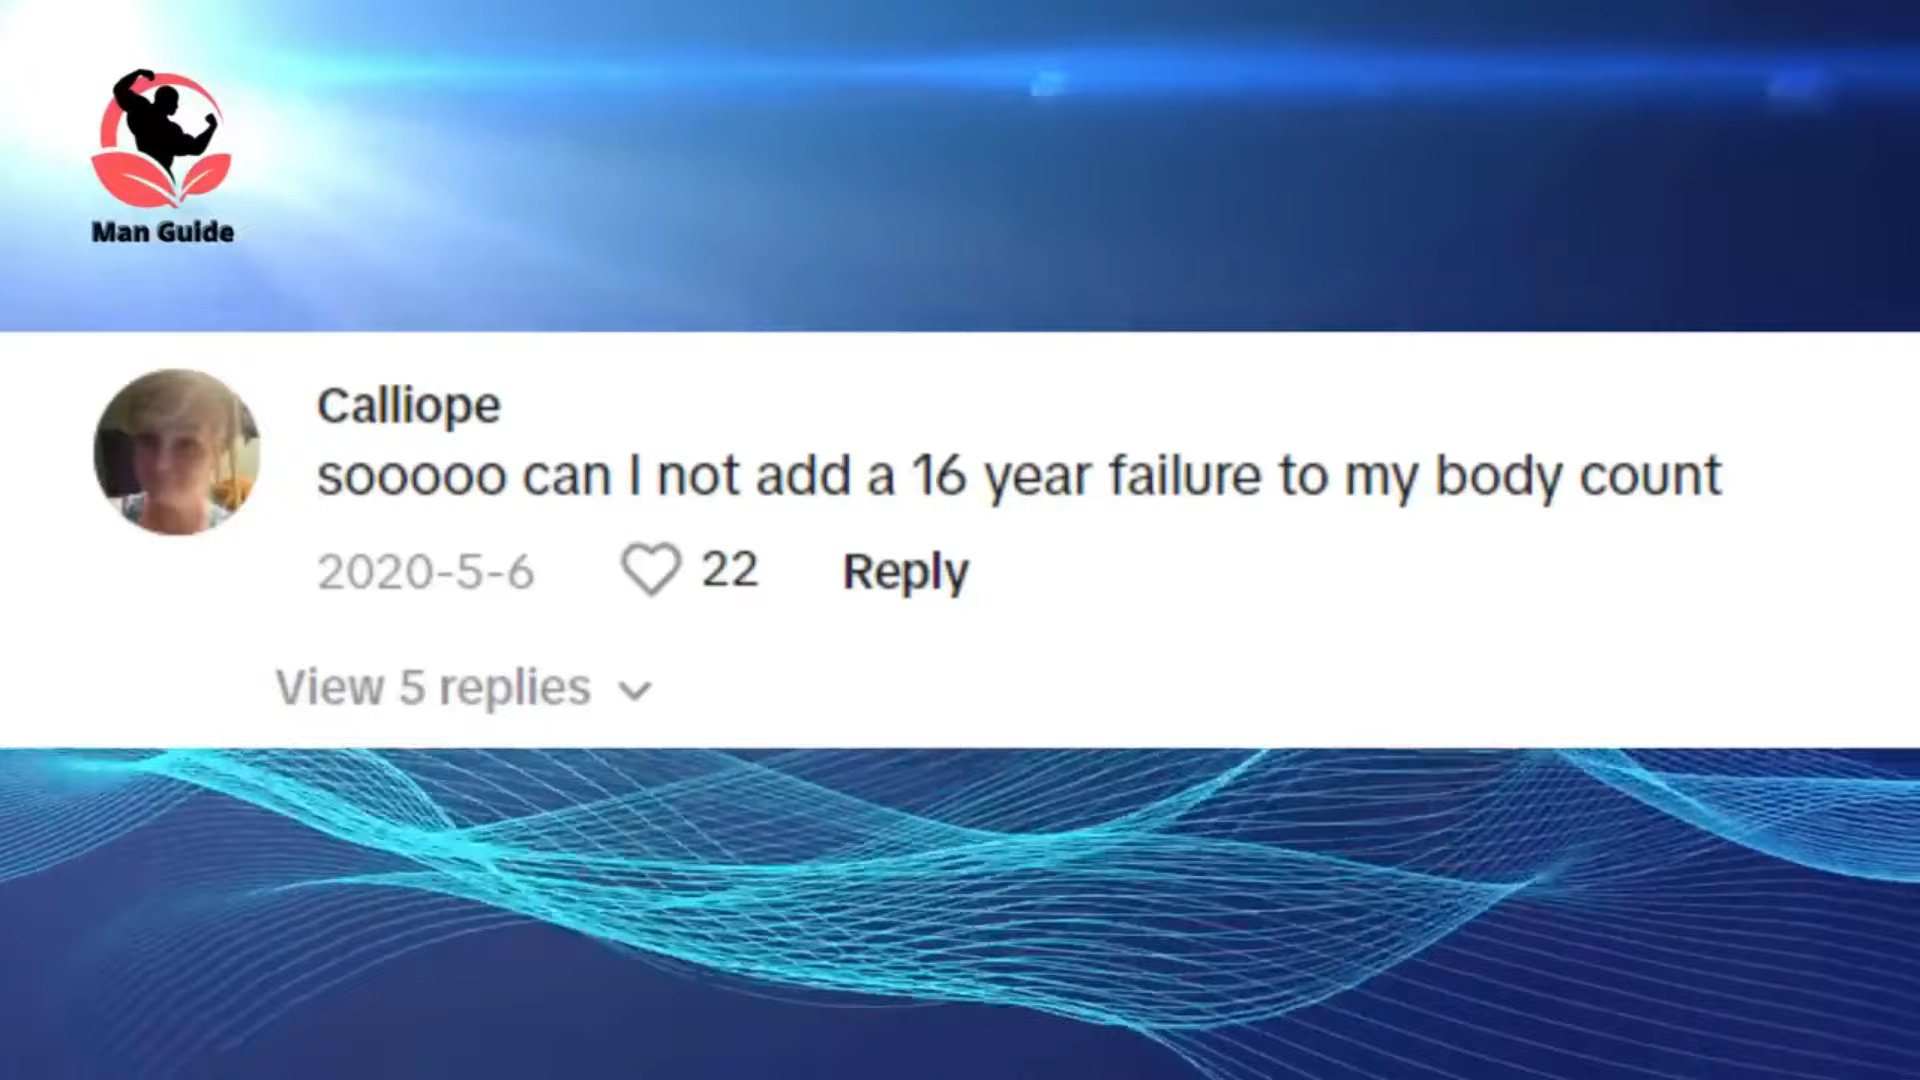 Man Guide
Calliope
sooooo can I not add a 16 year failure to my body count
2020-5-6 22 Reply
View 5 replies